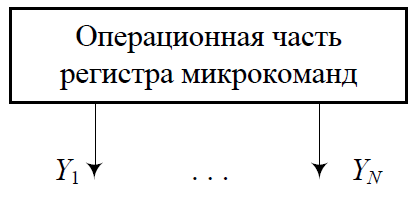 Операционная часть
регистра микрокоманд
Y1 . . . YN